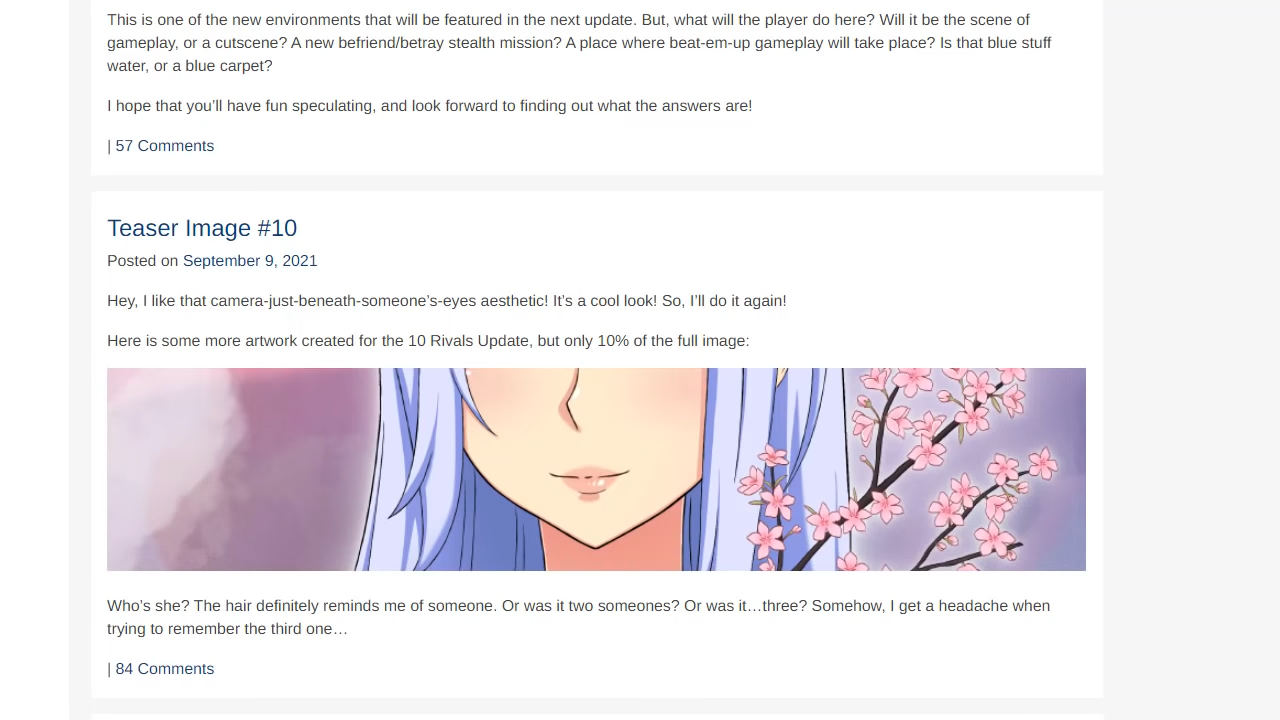 This is one of the new environments that will be featured in the next update. But, what will the player do here? Will it be the scene of
gameplay, or a cutscene? A new befriend/betray stealth mission? A place where beat-em-up gameplay will take place? Is that blue stuff
water, or a blue carpet?
I hope that you’ll have fun speculating, and look forward to finding out what the answers are!
| 57 Comments
Teaser Image #10
Posted on September 9, 2021
Hey, I like that camera-just-beneath-someone’s-eyes aesthetic! It’s a cool look! So, I’ll do it again!
Here is some more artwork created for the 10 Rivals Update, but only 10% of the full image:
Who’s she? The hair definitely reminds me of someone. Or was it two someones? Or was it…three? Somehow, I get a headache when
trying to remember the third one…
| 84 Comments